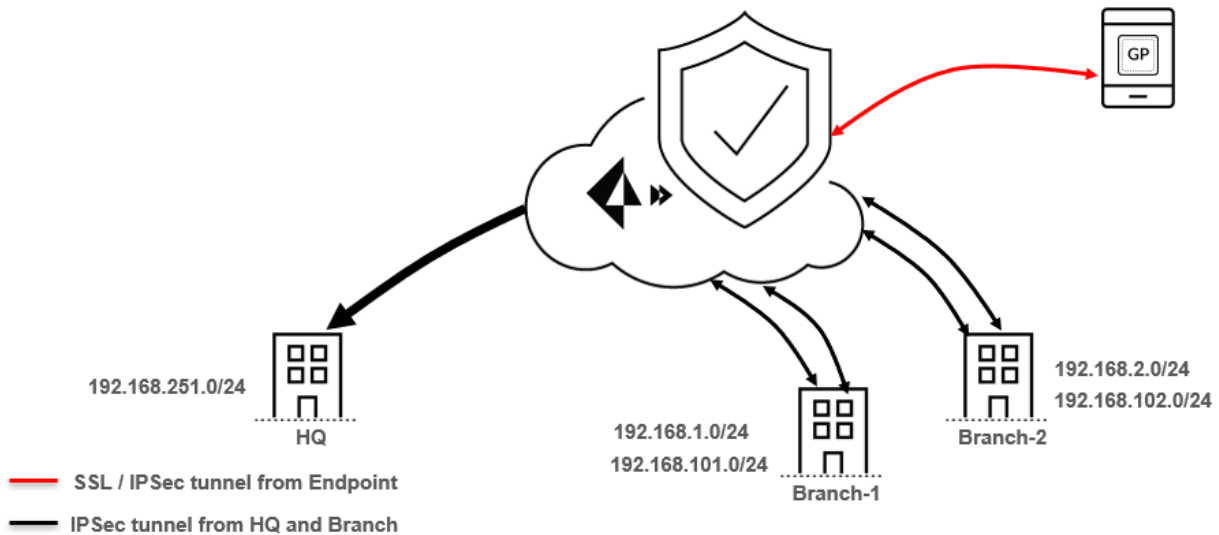 GP
192.168.251.0/24
HQ
192.168.1.0/24
192.168.101.0/24
Branch-1
192.168.2.0/24
192.168.102.0/24
Branch-2
SSL / IPSec tunnel from Endpoint
IPSec tunnel from HQ and Branch